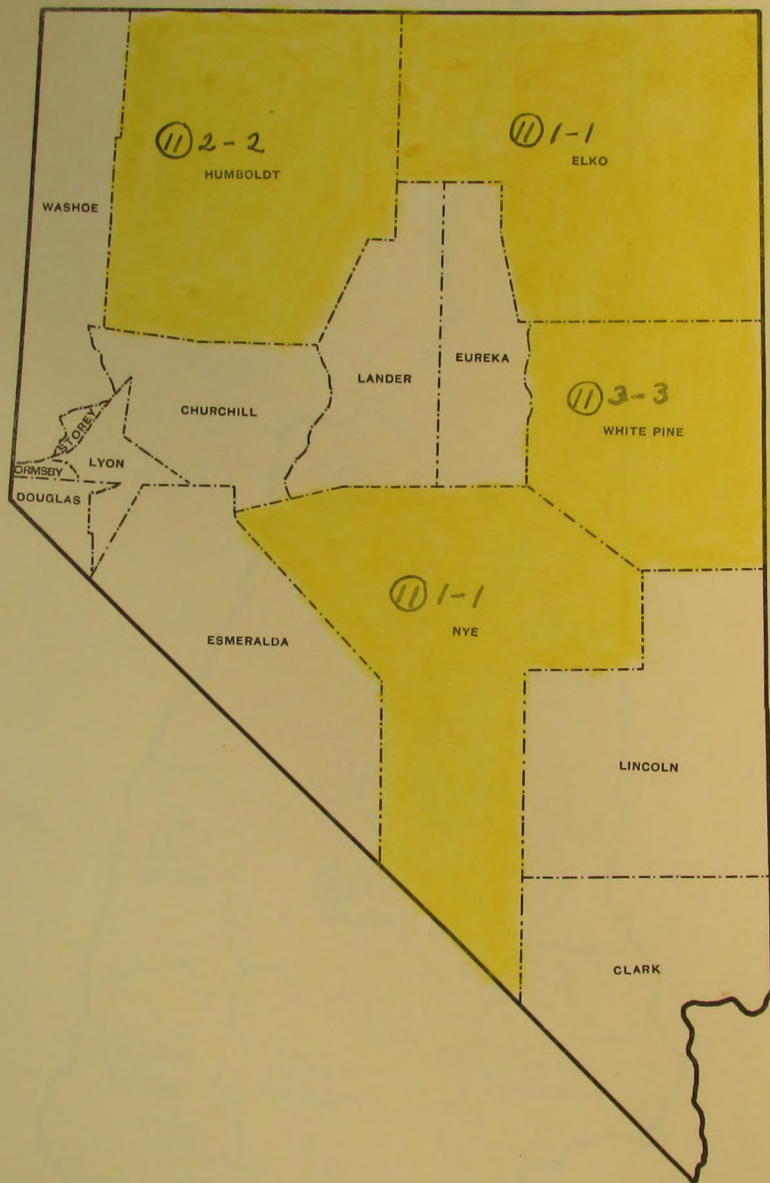 ⑪ 2-2
HUMBOLDT
⑪ 1-1
ELKO
WASHOE
LANDER
EUREKA
CHURCHILL
⑪ 3-3
WHITE PINE
STOREY
LYON
ORMSBY
DOUGLAS
⑪ 1-1
NYE
ESMERALDA
LINCOLN
CLARK